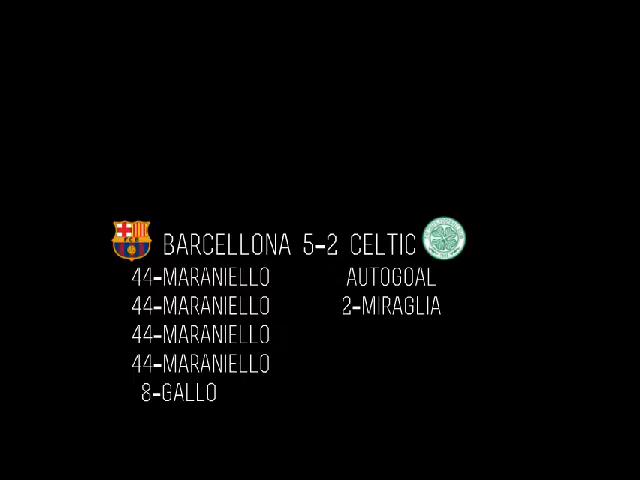 BARCELLONA 5-2 CELTIC
44-MARANIELLO AUTOGOAL
44-MARANIELLO 2-MIRAGLIA
44-MARANIELLO
44-MARANIELLO
8-GALLO